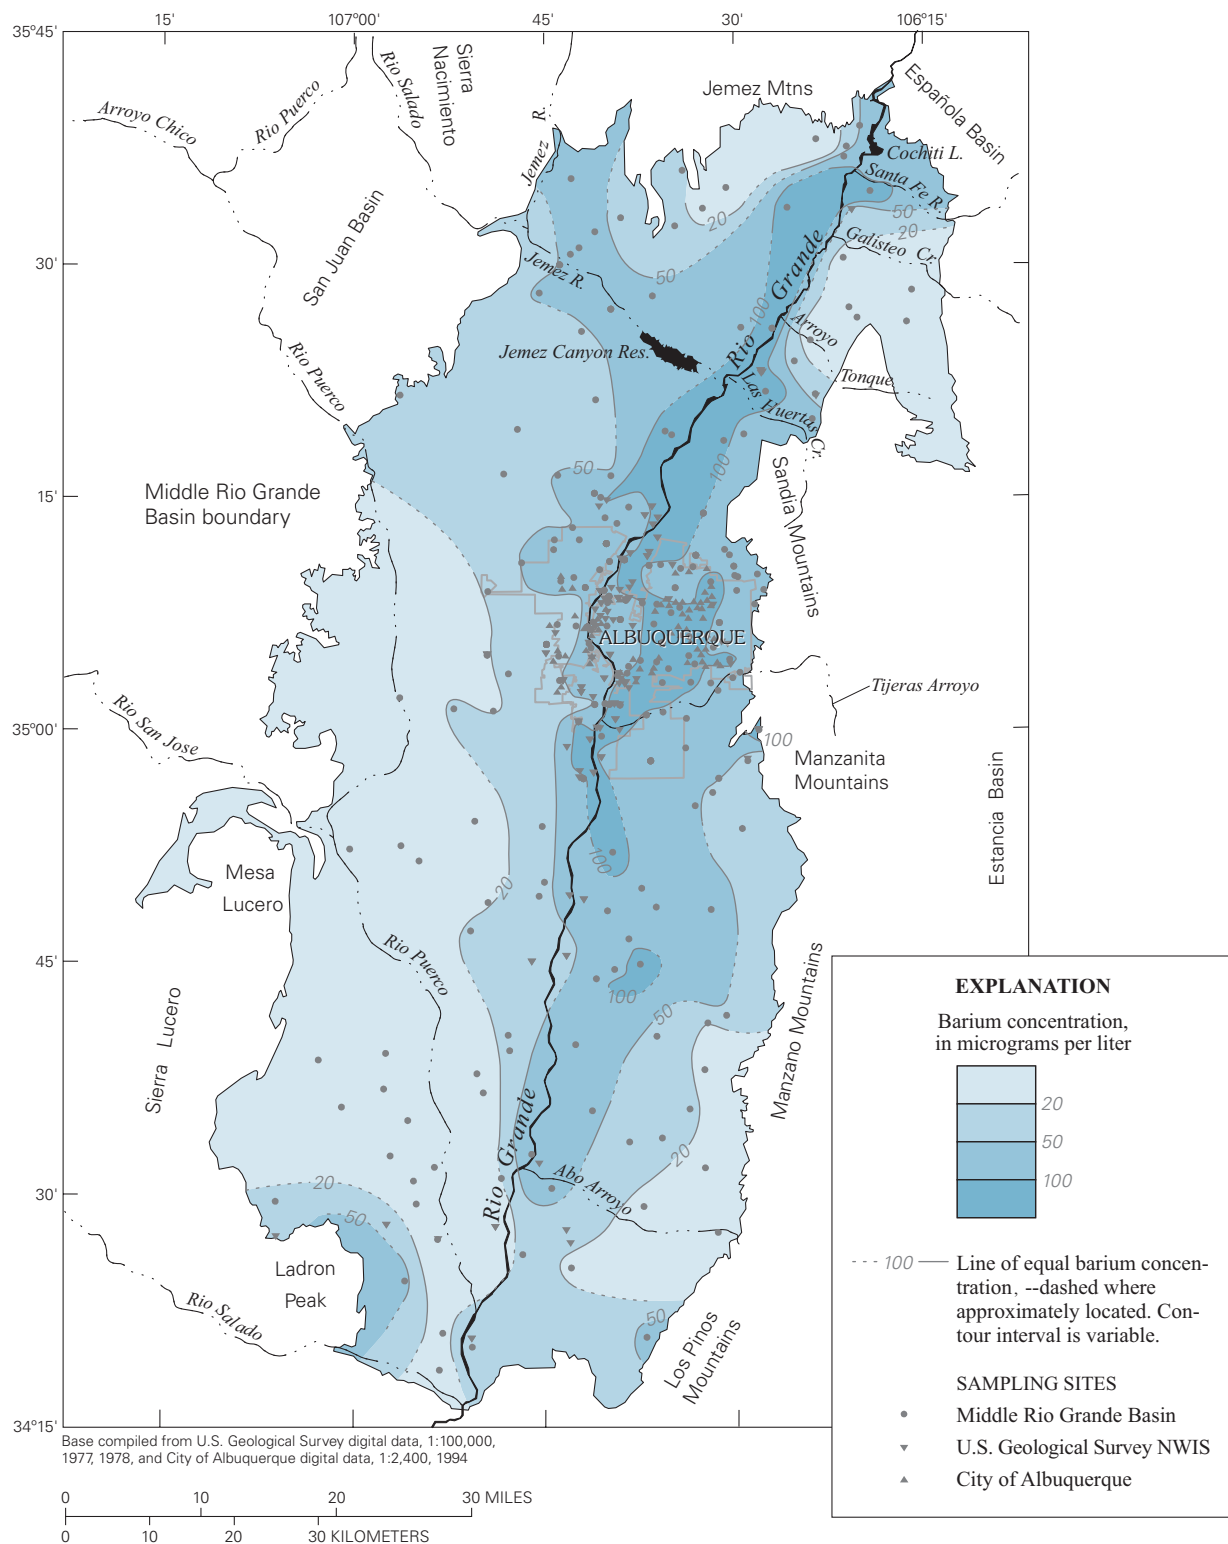 15'
107°00'
45'
30'
106°15'
35°45'
Sierra
Nacimiento
Rio Salado
Jemez Mtns
Española Basin
Arroyo Chico
Rio Puerco
Jemez R.
Cochiti L.
Santa Fe R.
San Juan Basin
20
50
20
Galisteo Cr.
30'
Jemez R.
50
Rio Grande
100
Arroyo
Tonque
Jemez Canyon Res.
Rio Puerco
Las Huertas Cr.
50
100
Sandia Mountains
15'
Middle Rio Grande
Basin boundary
ALBUQUERQUE
Tijeras Arroyo
Rio San Jose
35°00'
100
Manzanita
Mountains
Estancia Basin
100
Mesa
Lucero
20
Rio Puerco
45'
100
50
Manzano Mountains
Sierra Lucero
Rio Grande
20
20
50
30'
Abo Arroyo
Ladron
Peak
Rio Salado
50
Los Pinos
Mountains
34°15'
EXPLANATION
Barium concentration,
in micrograms per liter
20
50
100
100
Line of equal barium concen-
tration, --dashed where
approximately located. Con-
tour interval is variable.
SAMPLING SITES
Middle Rio Grande Basin
U.S. Geological Survey NWIS
City of Albuquerque
Base compiled from U.S. Geological Survey digital data, 1:100,000,
1977, 1978, and City of Albuquerque digital data, 1:2,400, 1994
0 10 20 30 MILES
0 10 20 30 KILOMETERS